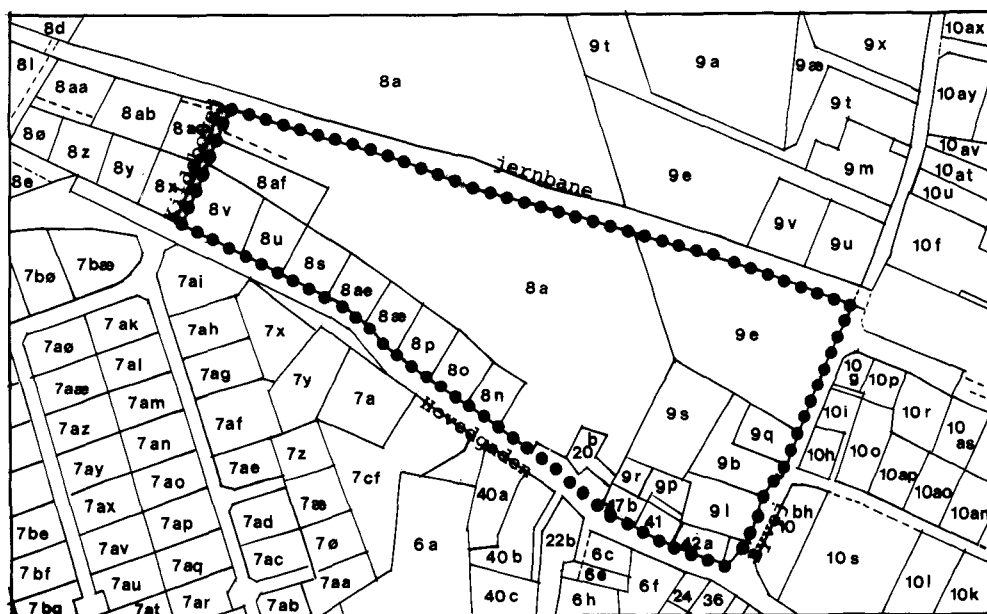 8d
8l
8aa
8ab
8ø
8z
8y
8x
8e
8a
8af
8v
8u
8s
8ae
8æ
8p
8o
8n
8a
jernbane
9t
9a
9æ
9x
9t
9m
9e
9v
9u
9e
9s
9q
9b
9r
9p
9l
47b
41
42a
20
b
10ax
10ay
10av
10at
10u
10f
10g
10p
10i
10r
10as
10h
10o
10ap
10ao
10an
10
bh
10s
10l
10k
Hovedgaden
7bø
7bæ
7ai
7aø
7ak
7ah
7x
7aæ
7al
7ag
7y
7a
7az
7am
7af
7ay
7an
7ae
7z
7cf
7ax
7ao
7ad
7æ
7be
7av
7ap
7ac
7ø
7bf
7au
7aq
7aa
7bg
7at
7ar
7ab
6a
40a
40b
40c
22b
6c
6e
6h
6f
24
36